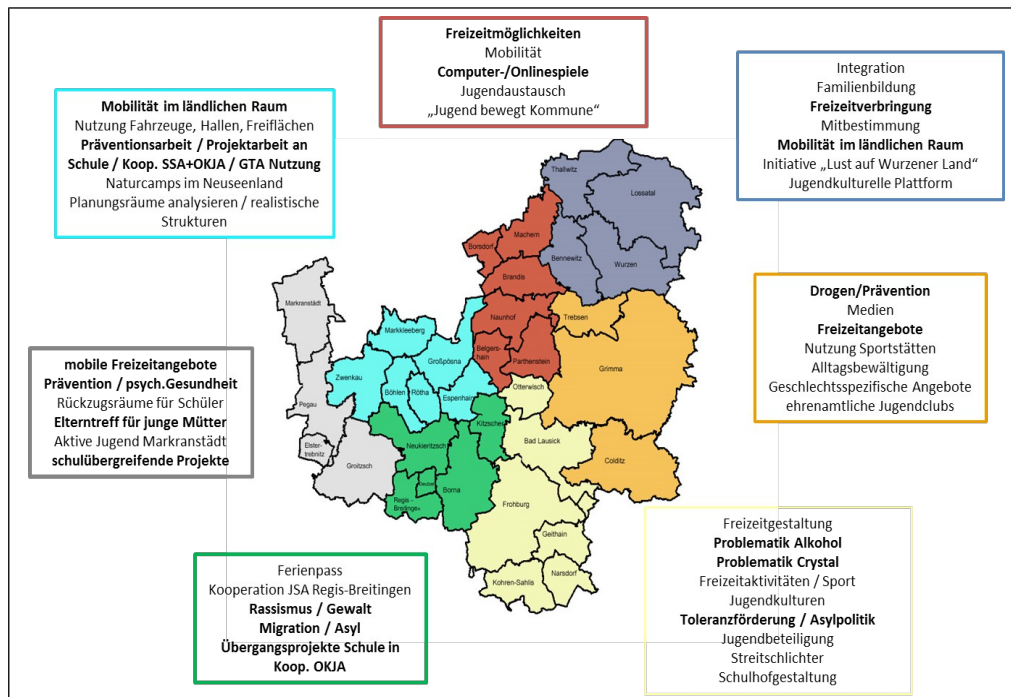 Freizeitmöglichkeiten
Mobilität
Computer-/Onlinespiele
Jugendaustausch
„Jugend bewegt Kommune“
Integration
Familienbildung
Freizeitverbringung
Mitbestimmung
Mobilität im ländlichen Raum
Initiative „Lust auf Wurzener Land“
Jugendkulturelle Plattform
Mobilität im ländlichen Raum
Nutzung Fahrzeuge, Hallen, Freiflächen
Präventionsarbeit / Projektarbeit an
Schule / Koop. SSA+OKJA / GTA Nutzung
Naturcamps im Neuseenland
Planungsräume analysieren / realistische
Strukturen
Drogen/Prävention
Medien
Freizeitangebote
Nutzung Sportstätten
Alltagsbewältigung
Geschlechtsspezifische Angebote
ehrenamtliche Jugendclubs
mobile Freizeitangebote
Prävention / psych.Gesundheit
Rückzugsräume für Schüler
Elterntreff für junge Mütter
Aktive Jugend Markranstädt
schulübergreifende Projekte
Ferienpass
Kooperation JSA Regis-Breitingen
Rassismus / Gewalt
Migration / Asyl
Übergangsprojekte Schule in
Koop. OKJA
Freizeitgestaltung
Problematik Alkohol
Problematik Crystal
Freizeitaktivitäten / Sport
Jugendkulturen
Toleranzförderung / Asylpolitik
Jugendbeteiligung
Streitschlichter
Schulhofgestaltung
Thallwitz
Lossatal
Machern
Borsdorf
Bennewitz
Wurzen
Brandis
Markranstädt
Naunhof
Trebsen
Markkleeberg
Belgers-
hain
Parthenstein
Großpösna
Grimma
Zwenkau
Otterwisch
Böhlen
Rötha
Espenhain
Pegau
Kitzscher
Elster-
trebnitz
Neukieritzsch
Bad Lausick
Groitzsch
Colditz
Borna
Regis -
Frohburg
Geithain
Kohren-Sahlis
Narsdorf